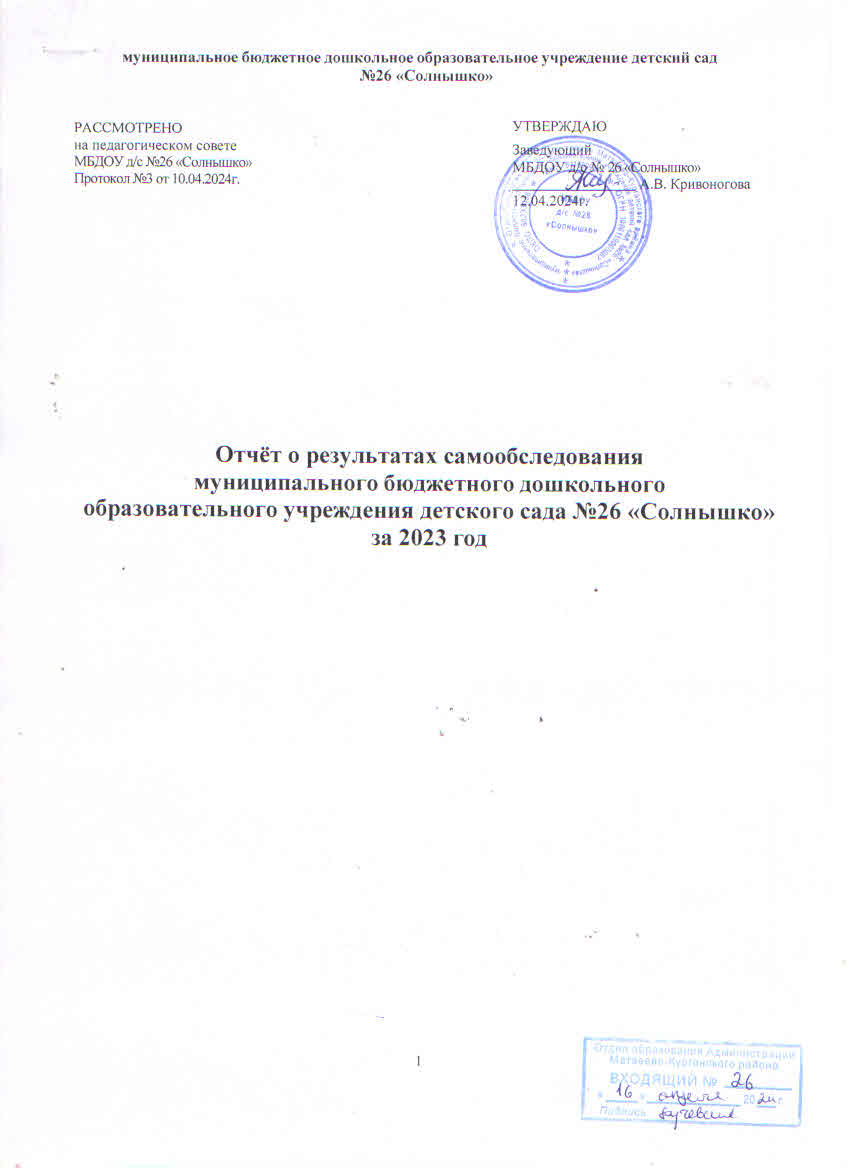 муниципальное бюджетное дошкольное образовательное учреждение детский сад
№26 «Солнышко»
РАССМОТРЕНО
на педагогическом совете
МБДОУ д/с №26 «Солнышко»
Протокол №3 от 10.04.2024г.
УТВЕРЖДАЮ
Заведующий
МБДОУ д/с № 26 «Солнышко»
А.В. Кривоногова
12.04.2024г.
д/с №26
«Солнышко»
Отчёт о результатах самообследования
муниципального бюджетного дошкольного
образовательного учреждения детского сада №26 «Солнышко»
за 2023 год
1
Отдел образования Администрации
Матвеево-Курганского района
ВХОДЯЩИЙ № 26
« 16 » апреля 2024 г.
Подпись